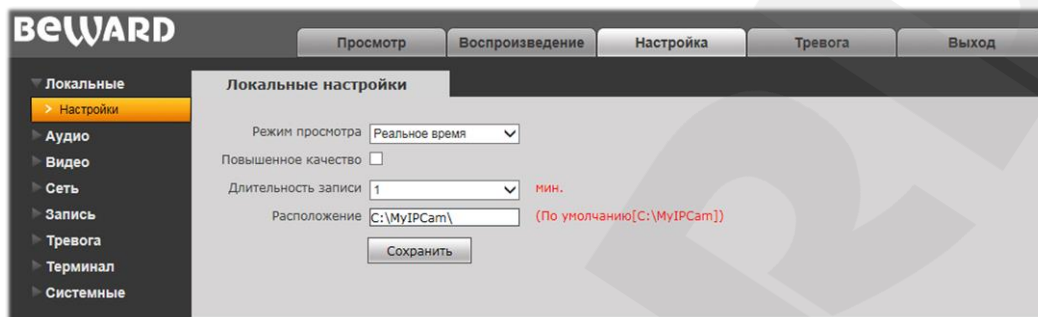 BEWARD
Просмотр Воспроизведение Настройка Тревога Выход
Локальные
> Настройки
Аудио
Видео
Сеть
Запись
Тревога
Терминал
Системные
Локальные настройки
Режим просмотра Реальное время
Повышенное качество
Длительность записи 1 мин.
Расположение C:\MyIPCam\ (По умолчанию[C:\MyIPCam])
Сохранить